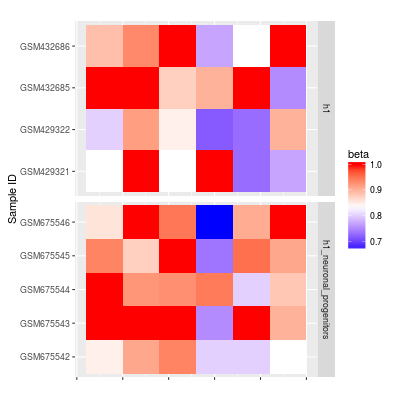 GSM432686
GSM432685
GSM429322
GSM429321
h1
GSM675546
GSM675545
GSM675544
GSM675543
GSM675542
h1_neuronal_progenitors
Sample ID
beta
1.0
0.9
0.8
0.7